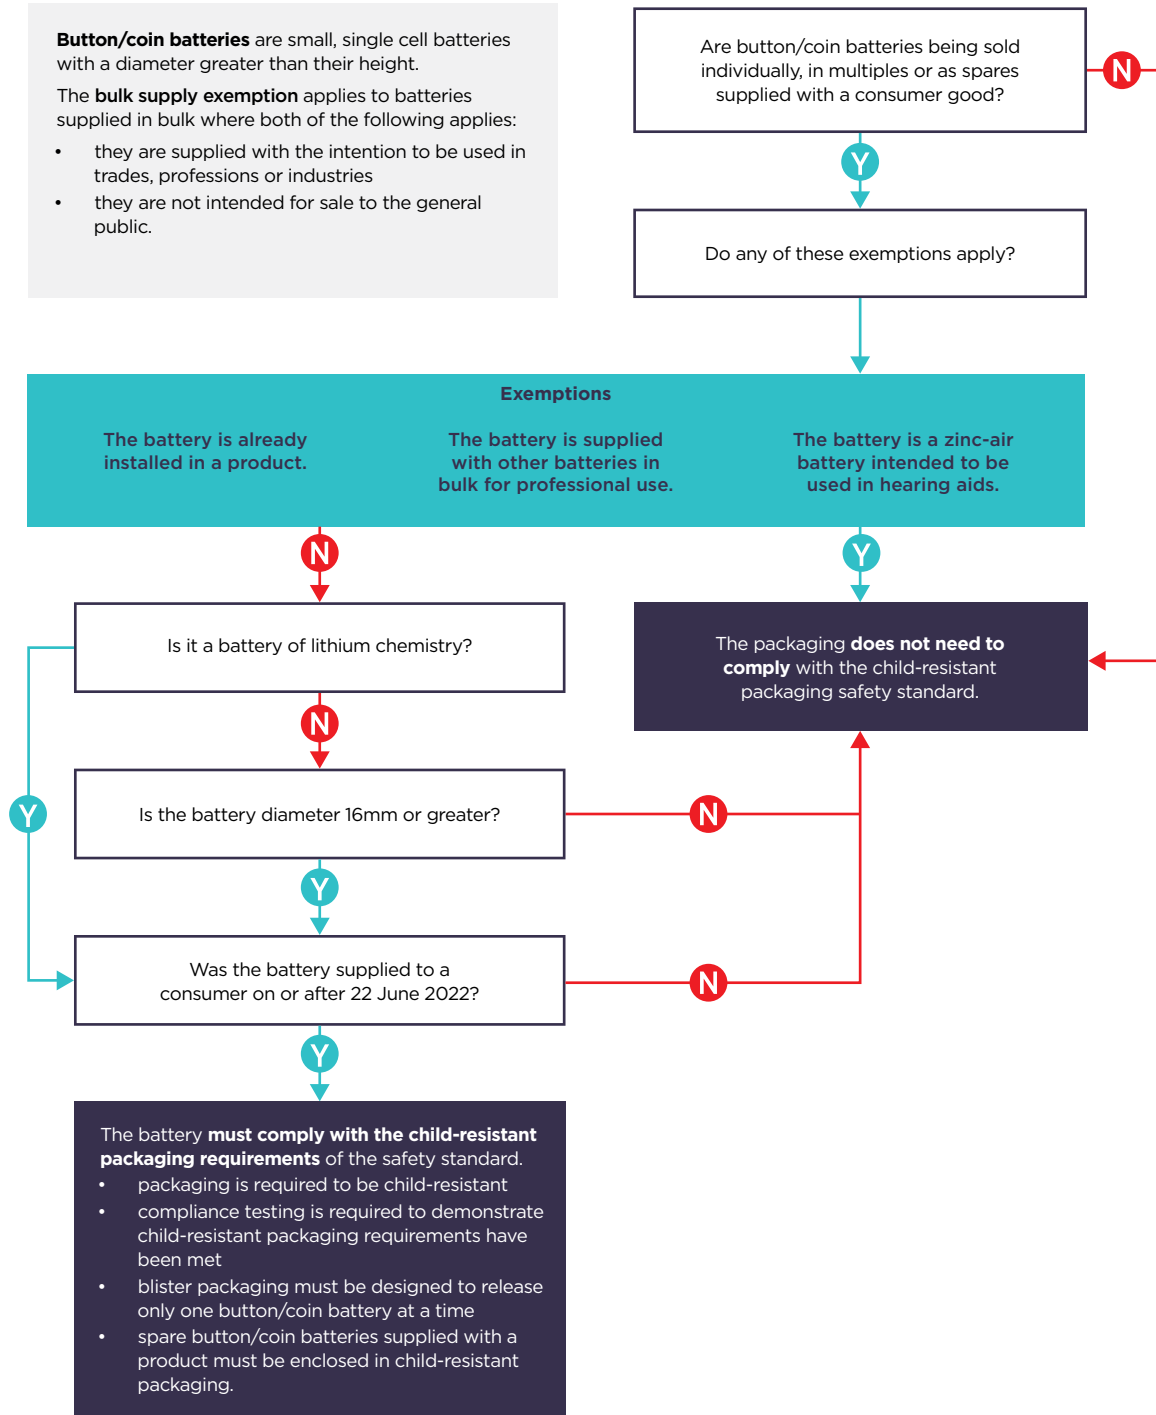 Button/coin batteries are small, single cell batteries
with a diameter greater than their height.
The bulk supply exemption applies to batteries
supplied in bulk where both of the following applies:
• they are supplied with the intention to be used in
trades, professions or industries
• they are not intended for sale to the general
public.
Are button/coin batteries being sold
individually, in multiples or as spares
supplied with a consumer good?
N
Y
Do any of these exemptions apply?
Exemptions
The battery is already
installed in a product.
The battery is supplied
with other batteries in
bulk for professional use.
The battery is a zinc-air
battery intended to be
used in hearing aids.
N
Y
Is it a battery of lithium chemistry?
The packaging does not need to
comply with the child-resistant
packaging safety standard.
N
Y
Is the battery diameter 16mm or greater?
N
Y
Was the battery supplied to a
consumer on or after 22 June 2022?
N
Y
The battery must comply with the child-resistant
packaging requirements of the safety standard.
• packaging is required to be child-resistant
• compliance testing is required to demonstrate
child-resistant packaging requirements have
been met
• blister packaging must be designed to release
only one button/coin battery at a time
• spare button/coin batteries supplied with a
product must be enclosed in child-resistant
packaging.